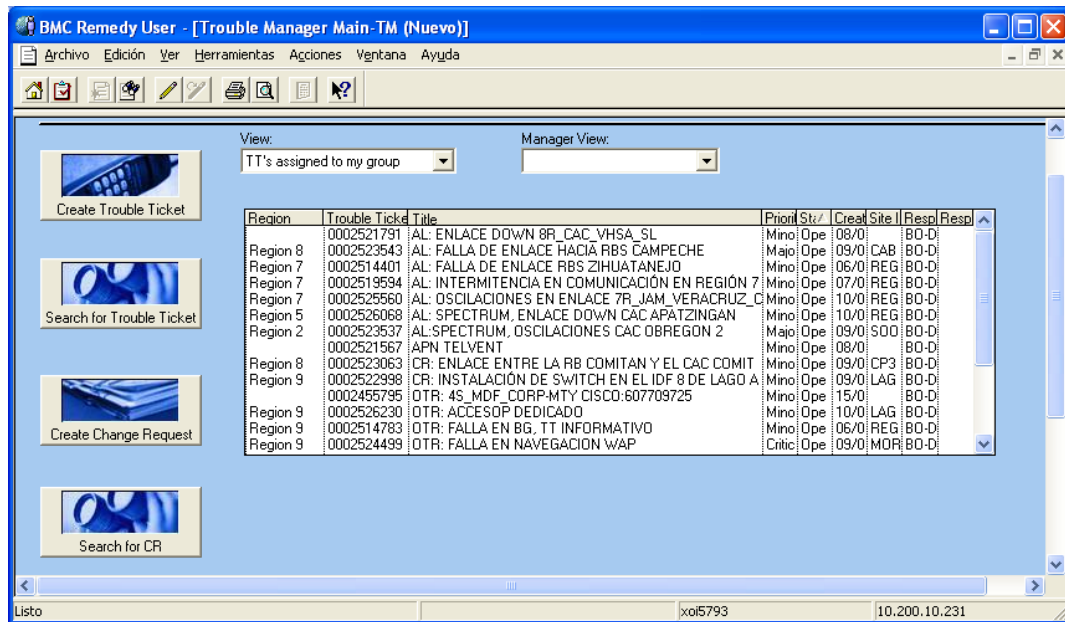 BMC Remedy User - [Trouble Manager Main-TM (Nuevo)]
Archivo Edición Ver Herramientas Acciones Ventana Ayuda
View: Manager View:
TT's assigned to my group
Create Trouble Ticket
Search for Trouble Ticket
Create Change Request
Search for CR
Region Trouble Ticke Title Priorit Sta Creat Site I Resp Resp
0002521791 AL: ENLACE DOWN 8R_CAC_VHSA_SL Mino Ope 08/0 BO-D
Region 8 0002523543 AL: FALLA DE ENLACE HACIA RBS CAMPECHE Majo Ope 09/0 CAB BO-D
Region 7 0002514401 AL: FALLA DE ENLACE RBS ZIHUATANEJO Mino Ope 06/0 REG BO-D
Region 7 0002519594 AL: INTERMITENCIA EN COMUNICACIÓN EN REGIÓN 7 Mino Ope 07/0 REG BO-D
Region 7 0002525560 AL: OSCILACIONES EN ENLACE 7R_JAM_VERACRUZ_C Mino Ope 10/0 REG BO-D
Region 5 0002526068 AL: SPECTRUM, ENLACE DOWN CAC APATZINGAN Mino Ope 10/0 REG BO-D
Region 2 0002523537 AL:SPECTRUM, OSCILACIONES CAC OBREGON 2 Majo Ope 09/0 SOO BO-D
0002521567 APN TELVENT Mino Ope 08/0 BO-D
Region 8 0002523063 CR: ENLACE ENTRE LA RB COMITAN Y EL CAC COMIT Mino Ope 09/0 CP3 BO-D
Region 9 0002522998 CR: INSTALACIÓN DE SWITCH EN EL IDF 8 DE LAGO A Mino Ope 09/0 LAG BO-D
0002455795 OTR: 4S_MDF_CORP-MTY CISCO:607709725 Mino Ope 15/0 BO-D
Region 9 0002526230 OTR: ACCESOP DEDICADO Mino Ope 10/0 LAG BO-D
Region 9 0002514783 OTR: FALLA EN BG, TT INFORMATIVO Mino Ope 06/0 REG BO-D
Region 9 0002524499 OTR: FALLA EN NAVEGACION WAP Critic Ope 09/0 MOR BO-D
Listo xoi5793 10.200.10.231